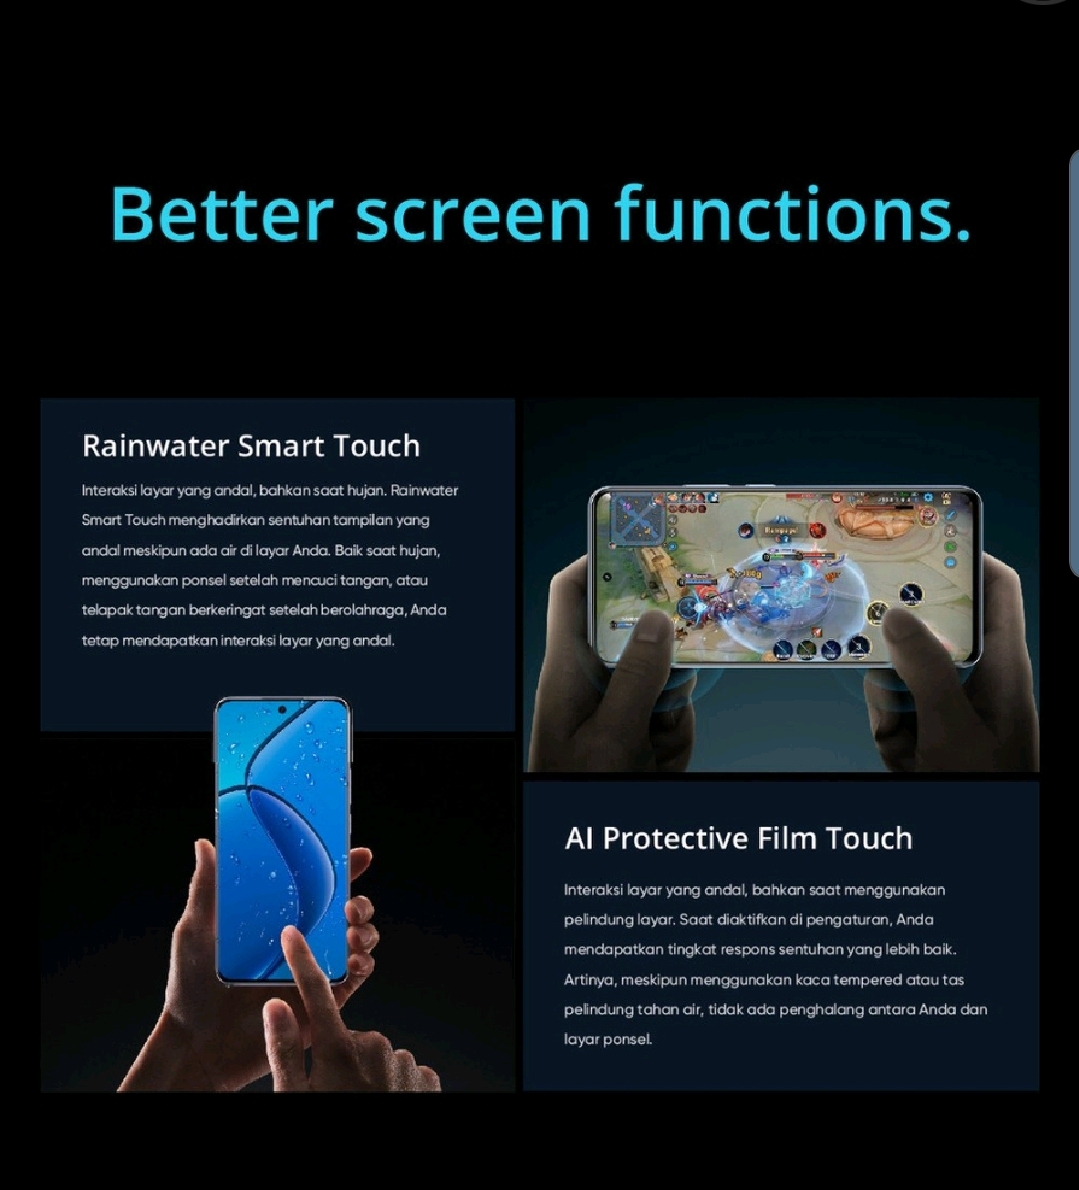 Better screen functions.
Rainwater Smart Touch
Interaksi layar yang andal, bahkan saat hujan. Rainwater
Smart Touch menghadirkan sentuhan tampilan yang
andal meskipun ada air di layar Anda. Baik saat hujan,
menggunakan ponsel setelah mencuci tangan, atau
telapak tangan berkeringat setelah berolahraga, Anda
tetap mendapatkan interaksi layar yang andal.
AI Protective Film Touch
Interaksi layar yang andal, bahkan saat menggunakan
pelindung layar. Saat diaktifkan di pengaturan, Anda
mendapatkan tingkat respons sentuhan yang lebih baik.
Artinya, meskipun menggunakan kaca tempered atau tas
pelindung tahan air, tidak ada penghalang antara Anda dan
layar ponsel.